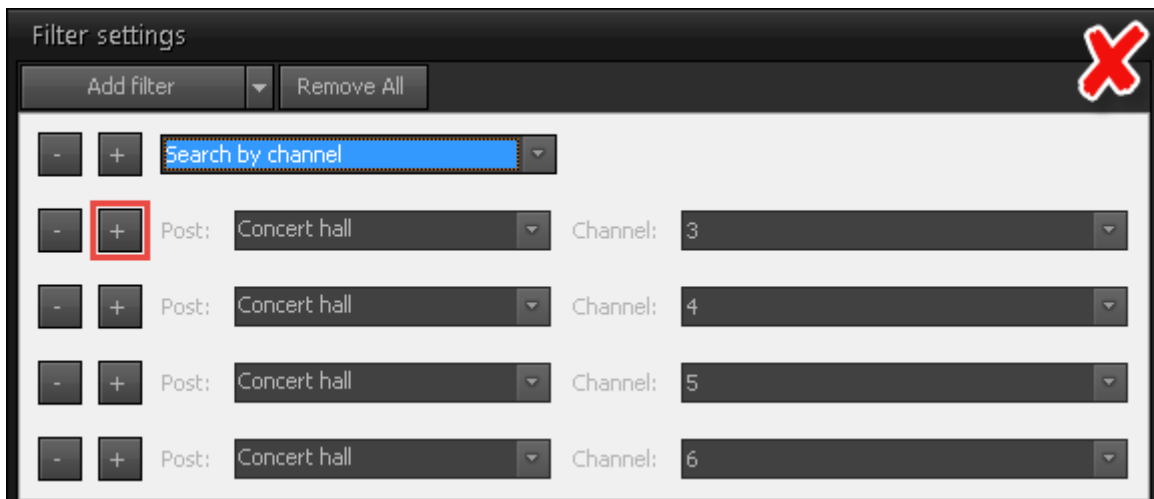 Filter settings
Add filter Remove All
- + Search by channel
- + Post: Concert hall Channel: 3
- + Post: Concert hall Channel: 4
- + Post: Concert hall Channel: 5
- + Post: Concert hall Channel: 6